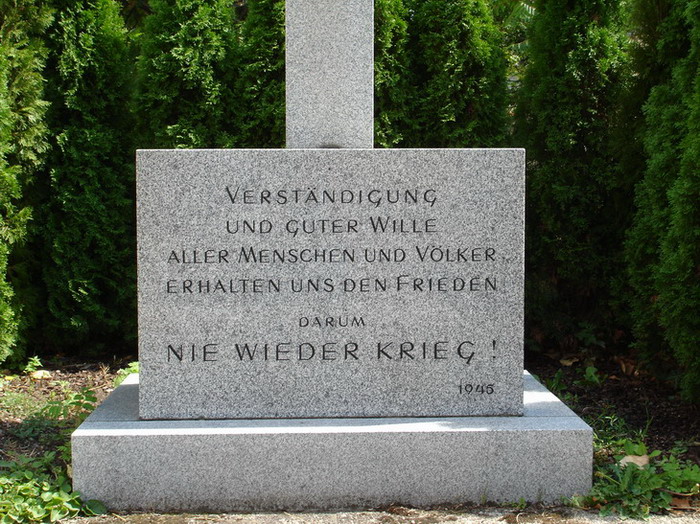 VERSTÄNDIGUNG
UND GUTER WILLE
ALLER MENSCHEN UND VÖLKER
ERHALTEN UNS DEN FRIEDEN
DARUM
NIE WIEDER KRIEG !
1945